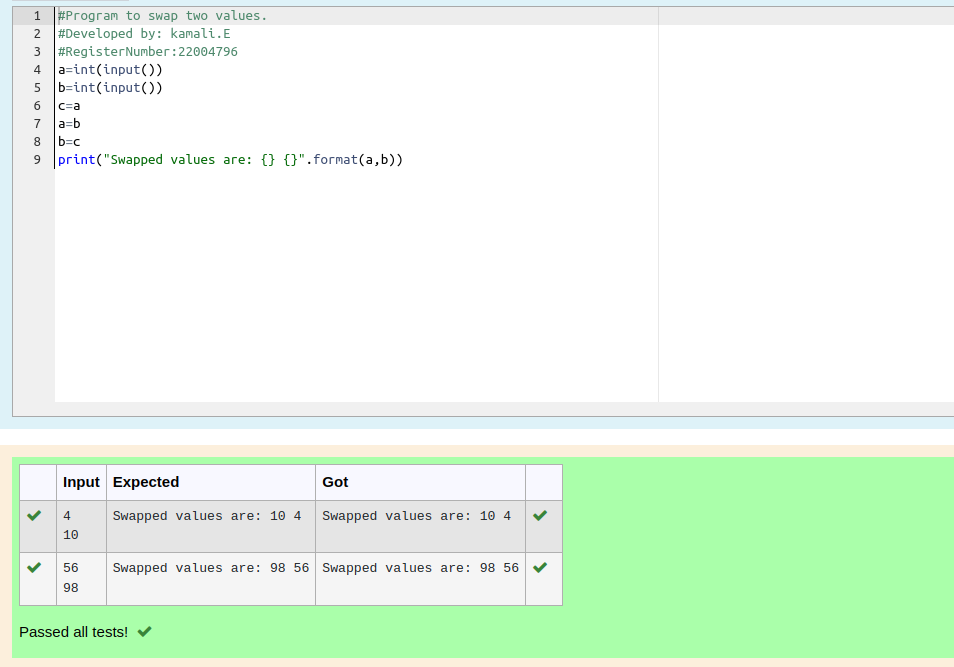 1 #Program to swap two values.
2 #Developed by: kamali.E
3 #RegisterNumber:22004796
4 a=int(input())
5 b=int(input())
6 c=a
7 a=b
8 b=c
9 print("Swapped values are: {} {}".format(a,b))
Input Expected Got
4 Swapped values are: 10 4 Swapped values are: 10 4
10
56 Swapped values are: 98 56 Swapped values are: 98 56
98
Passed all tests!